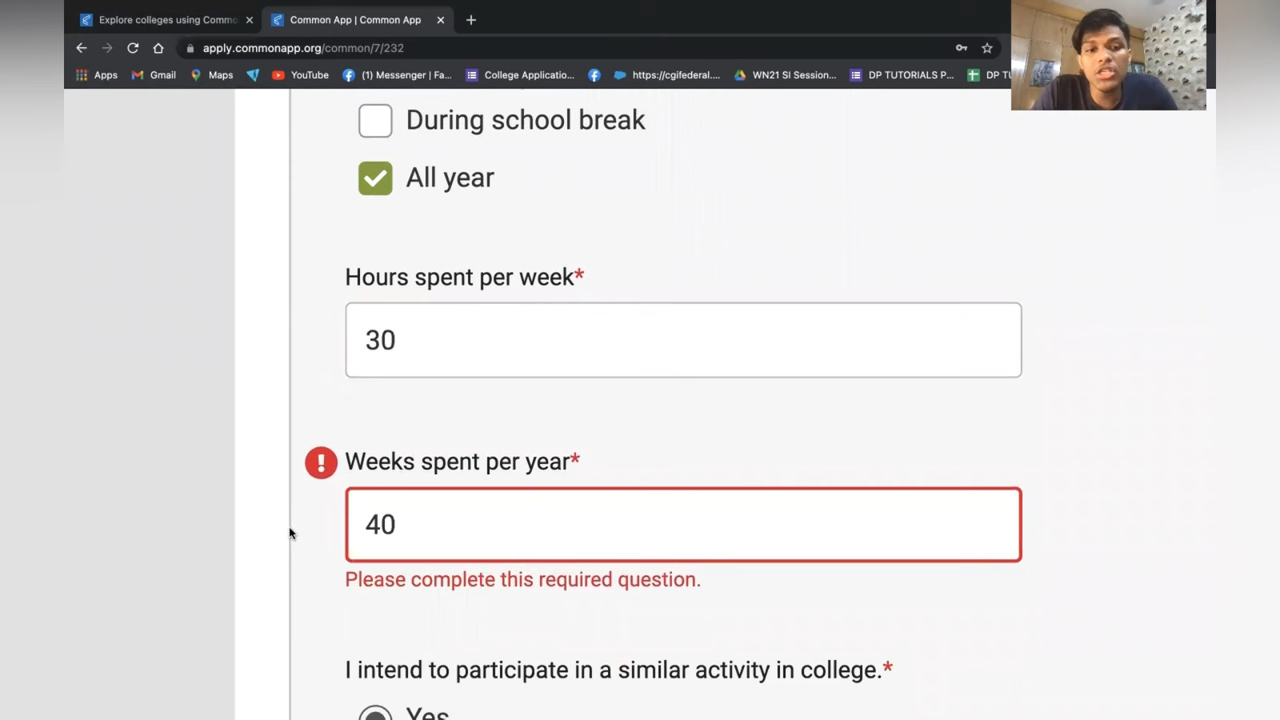 Explore colleges using Commo
Common App | Common App
apply.commonapp.org/common/7/232
Apps
Gmail
Maps
YouTube
(1) Messenger | Fa...
College Applicatio...
https://cgifederal....
WN21 SI Session...
DP TUTORIALS P...
DP TU
During school break
All year
Hours spent per week*
30
! Weeks spent per year*
40
Please complete this required question.
I intend to participate in a similar activity in college.*
Yes